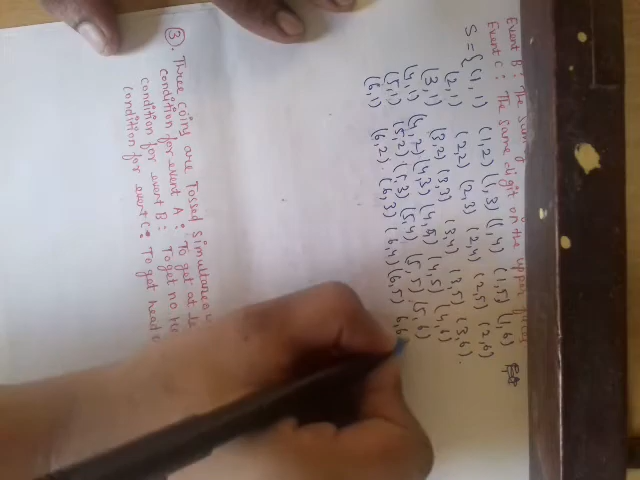 Event B: The sum of
Event C: The same digit on the upper faces
S = {(1,1) (1,2) (1,3) (1,4) (1,5) (1,6)
(2,1) (2,2) (2,3) (2,4) (2,5) (2,6)
(3,1) (3,2) (3,3) (3,4) (3,5) (3,6).
(4,1) (4,2) (4,3) (4,4) (4,5) (4,6)
(5,1) (5,2) (5,3) (5,4) (5,5) (5,6)
(6,1) (6,2) (6,3) (6,4) (6,5) 6,6
③. Three coins are Tossed Simultaneou
condition for event A: To get at le
condition for event B: To get no He
condition for event C: To get head